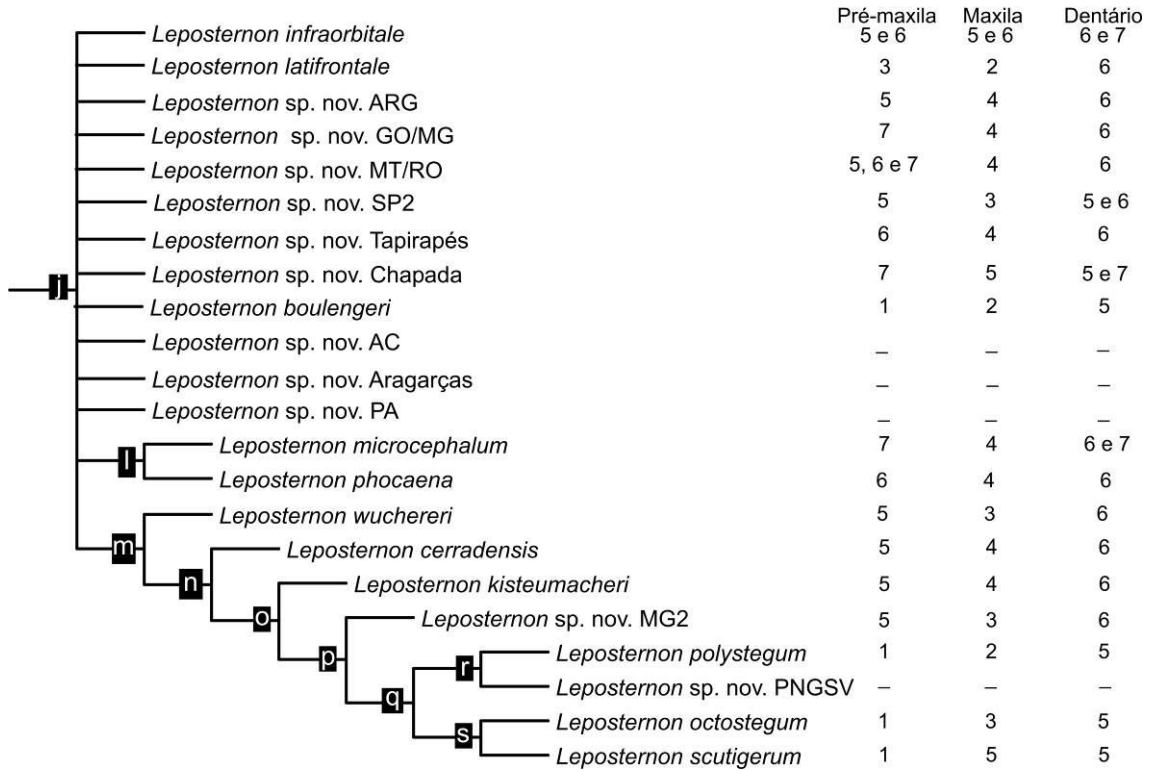 Pré-maxila Maxila Dentário
Leposternon infraorbitale 5 e 6 5 e 6 6 e 7
Leposternon latifrontale 3 2 6
Leposternon sp. nov. ARG 5 4 6
Leposternon sp. nov. GO/MG 7 4 6
Leposternon sp. nov. MT/RO 5, 6 e 7 4 6
Leposternon sp. nov. SP2 5 3 5 e 6
Leposternon sp. nov. Tapirapés 6 4 6
Leposternon sp. nov. Chapada 7 5 5 e 7
j
Leposternon boulengeri 1 2 5
Leposternon sp. nov. AC – – –
Leposternon sp. nov. Aragarças – – –
Leposternon sp. nov. PA – – –
Leposternon microcephalum 7 4 6 e 7
l
Leposternon phocaena 6 4 6
Leposternon wuchereri 5 3 6
m
Leposternon cerradensis 5 4 6
n
Leposternon kisteumacheri 5 4 6
o
Leposternon sp. nov. MG2 5 3 6
p
Leposternon polystegum 1 2 5
r
Leposternon sp. nov. PNGSV – – –
q
Leposternon octostegum 1 3 5
s
Leposternon scutigerum 1 5 5